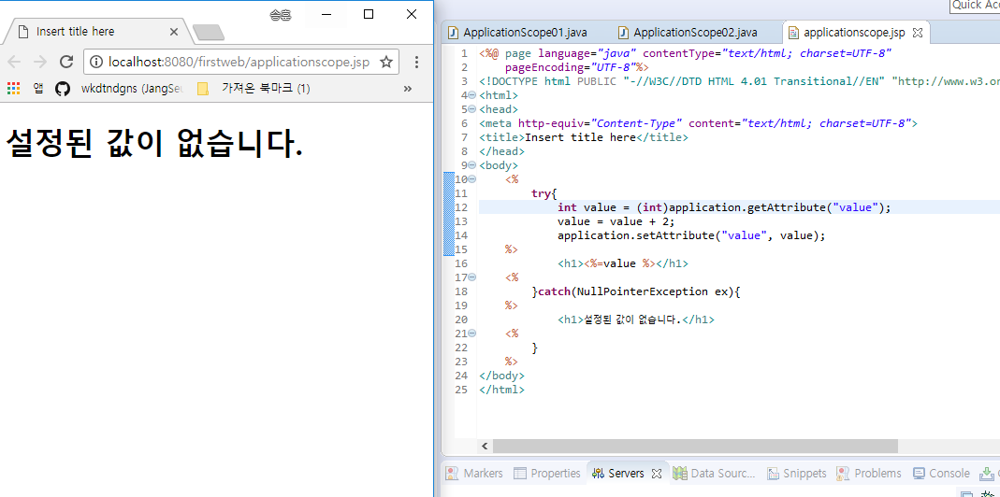 송훈
Insert title here
localhost:8080/firstweb/applicationscope.jsp
앱 wkdtndgns (JangSeu 가져온 북마크 (1) »
설정된 값이 없습니다.
Quick Acc
ApplicationScope01.java ApplicationScope02.java applicationscope.jsp
1 <%@ page language="java" contentType="text/html; charset=UTF-8"
2 pageEncoding="UTF-8"%>
3 <!DOCTYPE html PUBLIC "-//W3C//DTD HTML 4.01 Transitional//EN" "http://www.w3.or
4 <html>
5 <head>
6 <meta http-equiv="Content-Type" content="text/html; charset=UTF-8">
7 <title>Insert title here</title>
8 </head>
9 <body>
10 <%
11 try{
12 int value = (int)application.getAttribute("value");
13 value = value + 2;
14 application.setAttribute("value", value);
15 %>
16 <h1><%=value %></h1>
17 <%
18 }catch(NullPointerException ex){
19 %>
20 <h1>설정된 값이 없습니다.</h1>
21 <%
22 }
23 %>
24 </body>
25 </html>
Markers Properties Servers Data Sourc... Snippets Problems Console